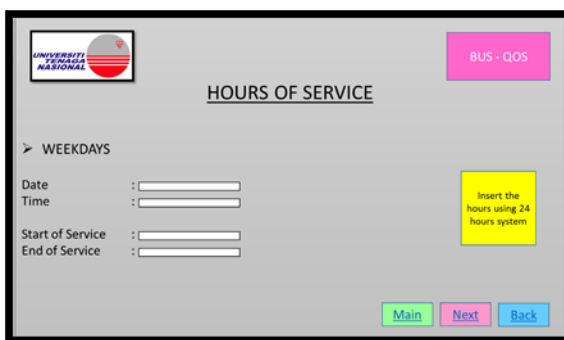 UNIVERSITI
TENAGA
NASIONAL
BUS - QOS
HOURS OF SERVICE
➢ WEEKDAYS
Date :
Time :
Insert the
hours using 24
hours system
Start of Service :
End of Service :
Main Next Back